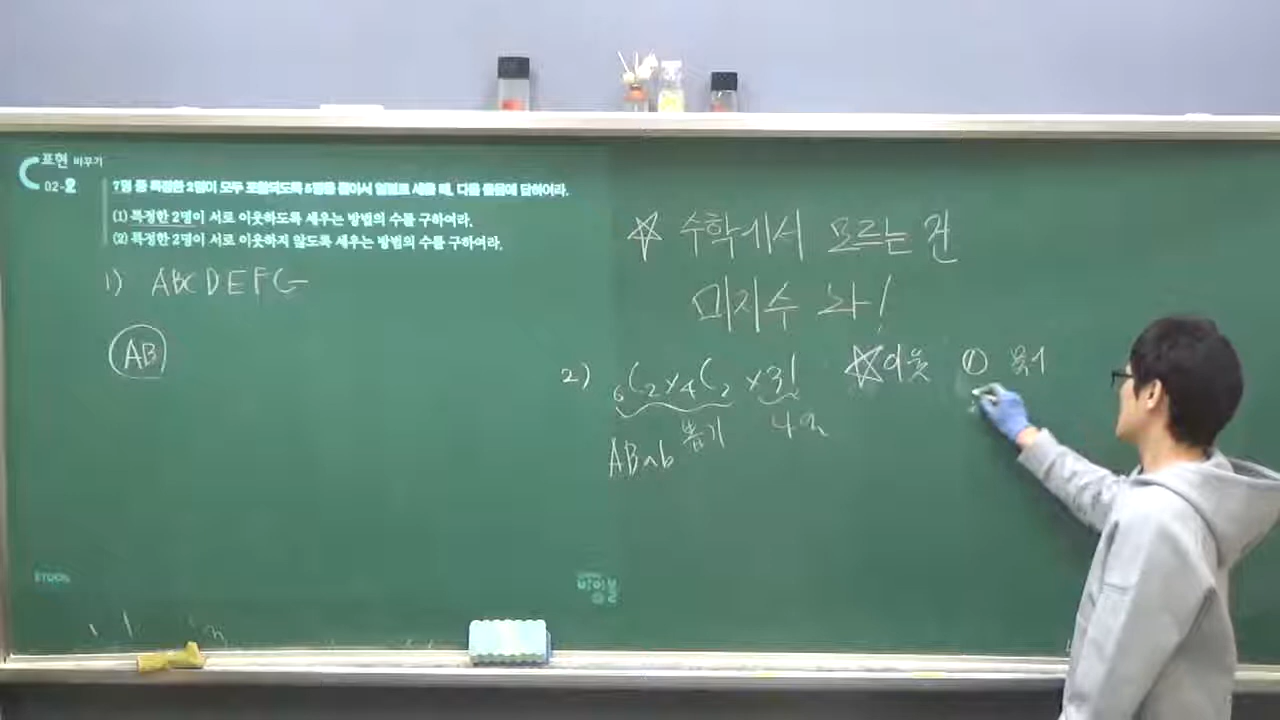 표현 바꾸기
02-2
7명 중 특정한 2명이 모두 포함되도록 5명을 뽑아서 일렬로 세울 때, 다음 물음에 답하여라.
(1) 특정한 2명이 서로 이웃하도록 세우는 방법의 수를 구하여라.
(2) 특정한 2명이 서로 이웃하지 않도록 세우는 방법의 수를 구하여라.
1) ABCDEFG
AB
☆ 수학에서 모르는 건
미지수 라!
2) ₆C₂×₄C₂ ×3! ☆이웃 ①
뽑기
ABab
ETOOS